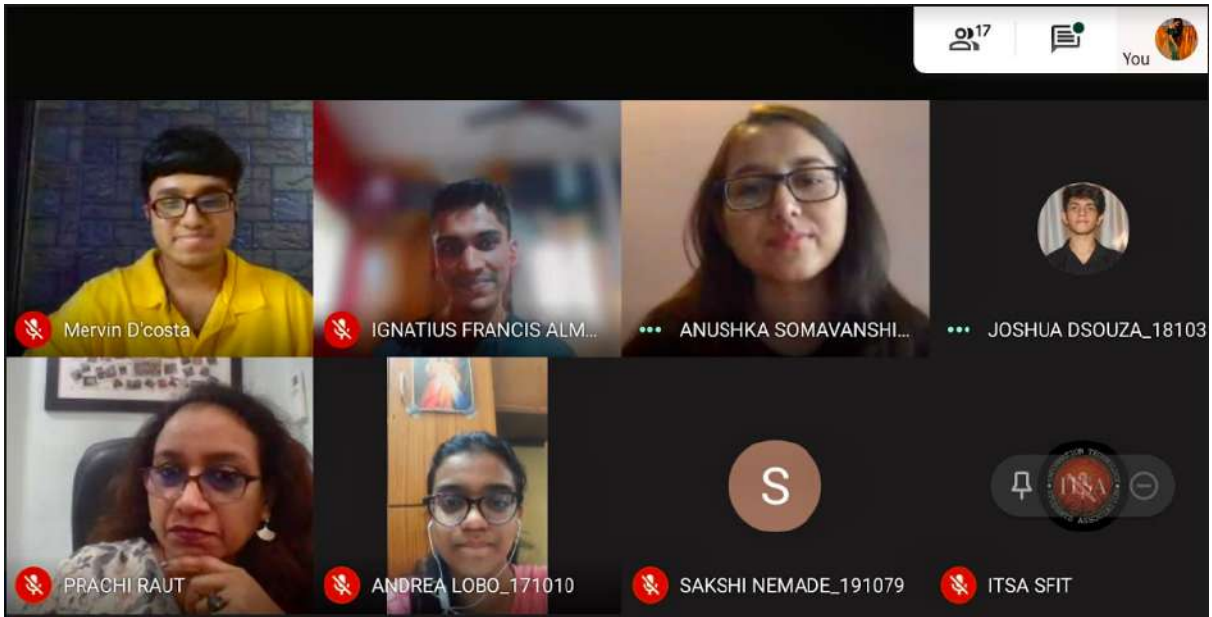 17
You
Mervin D'costa
IGNATIUS FRANCIS ALM...
ANUSHKA SOMAVANSHI...
JOSHUA DSOUZA_18103
PRACHI RAUT
ANDREA LOBO_171010
S
SAKSHI NEMADE_191079
ITSA
ITSA SFIT